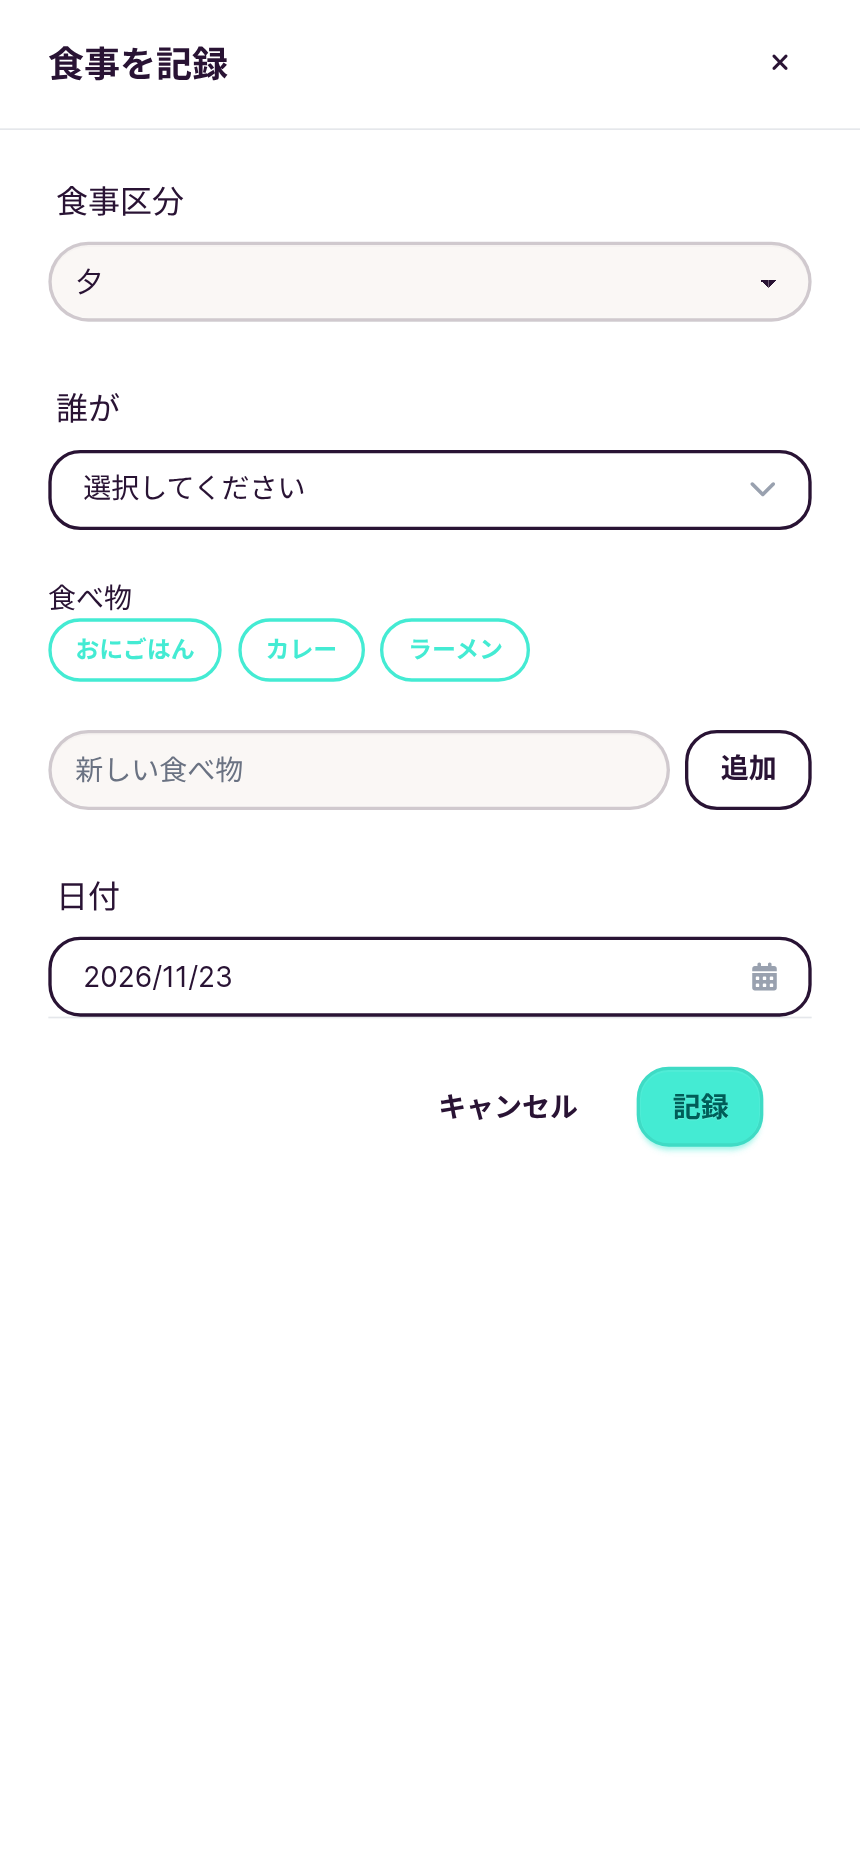 食事を記録
×
食事区分
夕
誰が
選択してください
食べ物
おにごはん カレー ラーメン
新しい食べ物 追加
日付
2026/11/23
キャンセル 記録